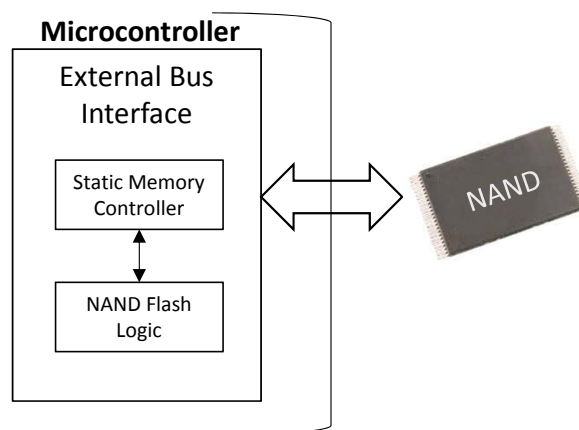 Microcontroller
External Bus
Interface
Static Memory
Controller
NAND Flash
Logic
NAND